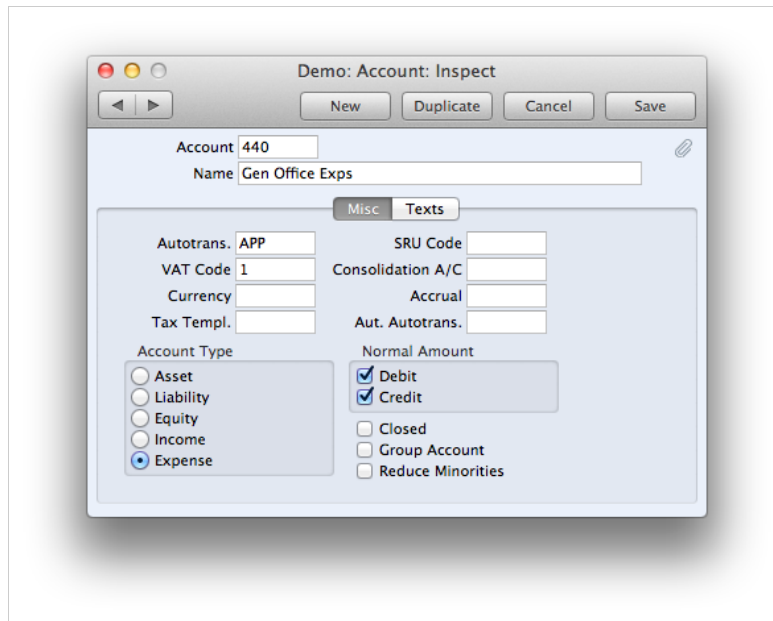 Demo: Account: Inspect
New Duplicate Cancel Save
Account 440
Name Gen Office Exps
Misc Texts
Autotrans. APP SRU Code
VAT Code 1 Consolidation A/C
Currency Accrual
Tax Templ. Aut. Autotrans.
Account Type Normal Amount
Asset Debit
Liability Credit
Equity Closed
Income Group Account
Expense Reduce Minorities